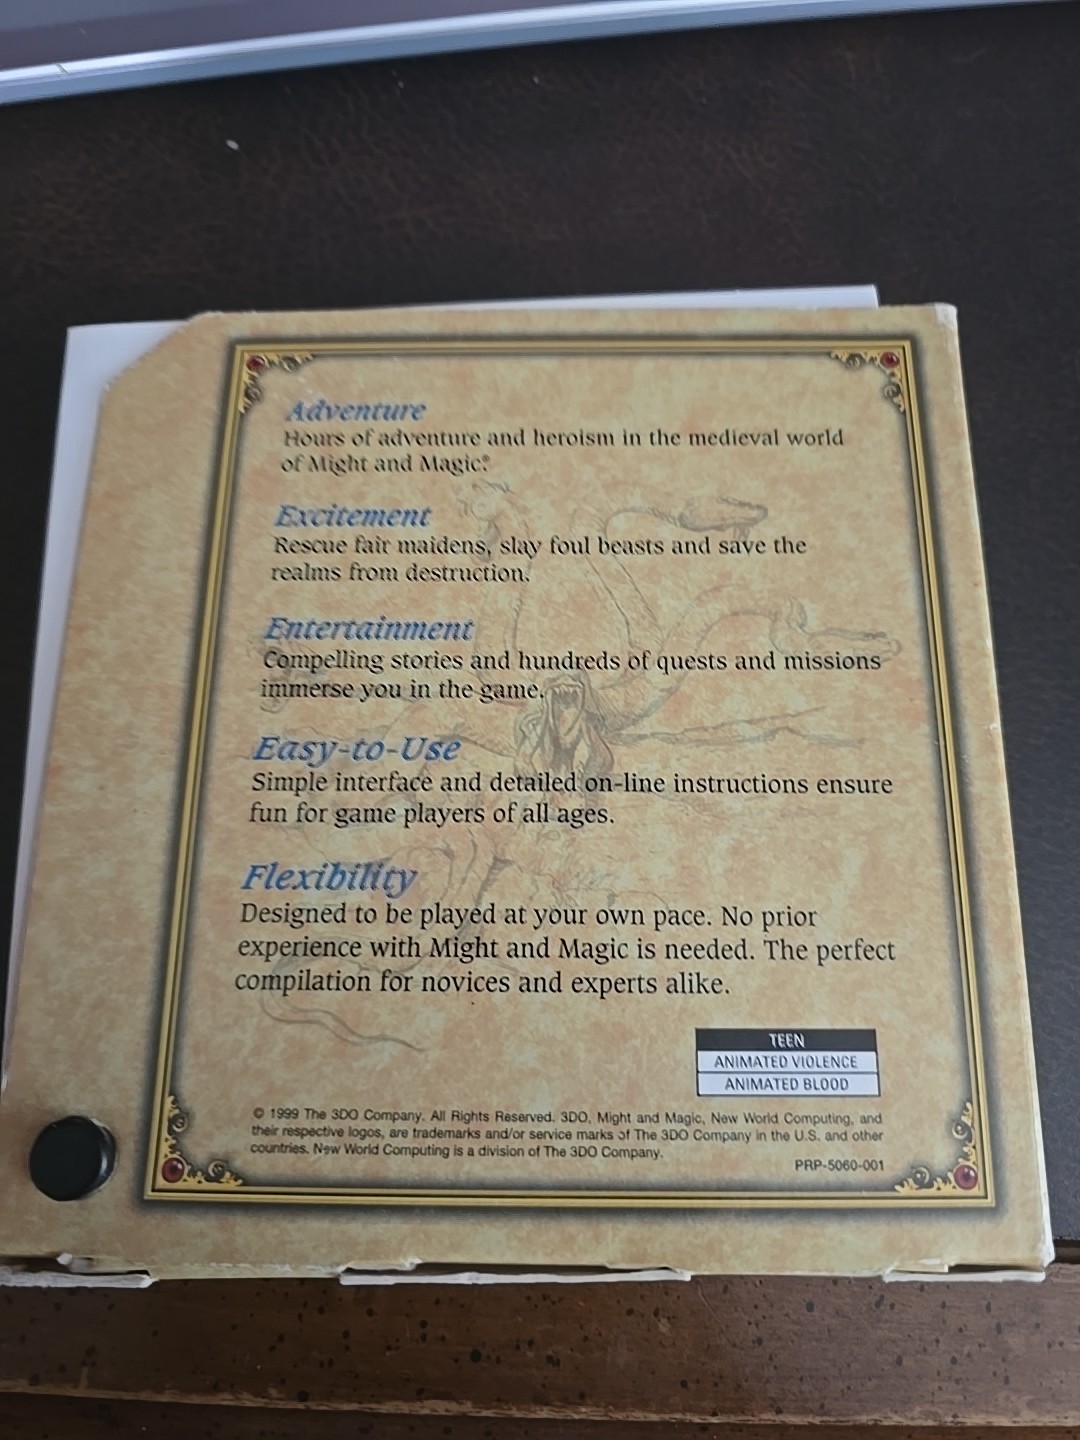 Adventure
Hours of adventure and heroism in the medieval world
of Might and Magic.®
Excitement
Rescue fair maidens, slay foul beasts and save the
realms from destruction.
Entertainment
Compelling stories and hundreds of quests and missions
immerse you in the game.
Easy-to-Use
Simple interface and detailed on-line instructions ensure
fun for game players of all ages.
Flexibility
Designed to be played at your own pace. No prior
experience with Might and Magic is needed. The perfect
compilation for novices and experts alike.
TEEN
ANIMATED VIOLENCE
ANIMATED BLOOD
© 1999 The 3DO Company. All Rights Reserved. 3DO, Might and Magic, New World Computing, and
their respective logos, are trademarks and/or service marks of The 3DO Company in the U.S. and other
countries. New World Computing is a division of The 3DO Company.
PRP-5060-001